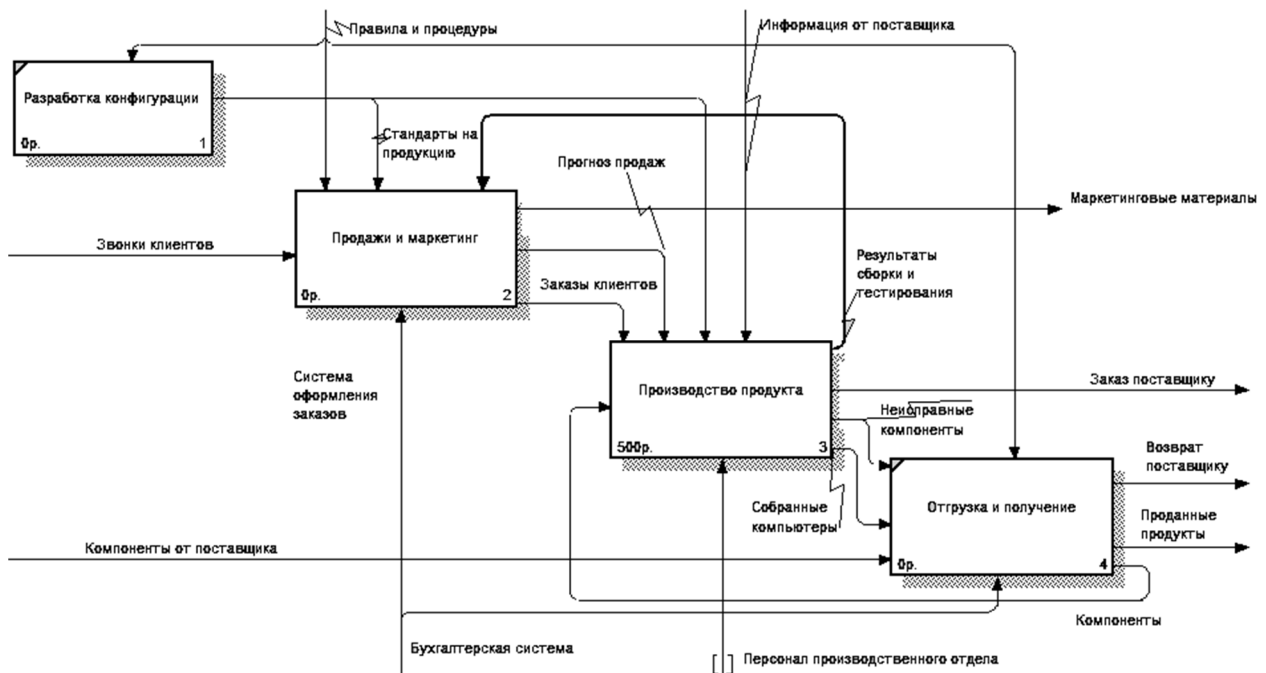 Правила и процедуры
Информация от поставщика
Разработка конфигурации
0р.
1
Стандарты на
продукцию
Прогноз продаж
Маркетинговые материалы
Звонки клиентов
Продажи и маркетинг
0р.
2
Заказы клиентов
Результаты
сборки и
тестирования
Система
оформления
заказов
Производство продукта
500р.
3
Заказ поставщику
Неисправные
компоненты
Возврат
поставщику
Собранные
компьютеры
Отгрузка и получение
0р.
4
Проданные
продукты
Компоненты от поставщика
Компоненты
Бухгалтерская система
Персонал производственного отдела